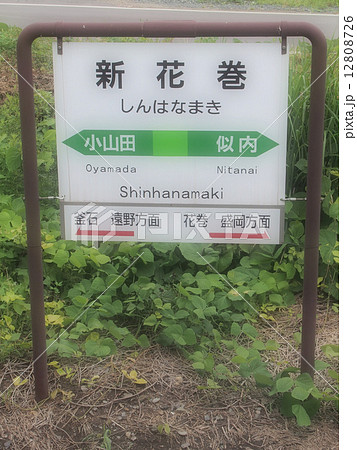 新花巻
しんはなまき
小山田 似内
Oyamada Nitanai
Shinhanamaki
釜石 遠野方面 花巻 盛岡方面
PIXTA
pixta.jp - 12808726